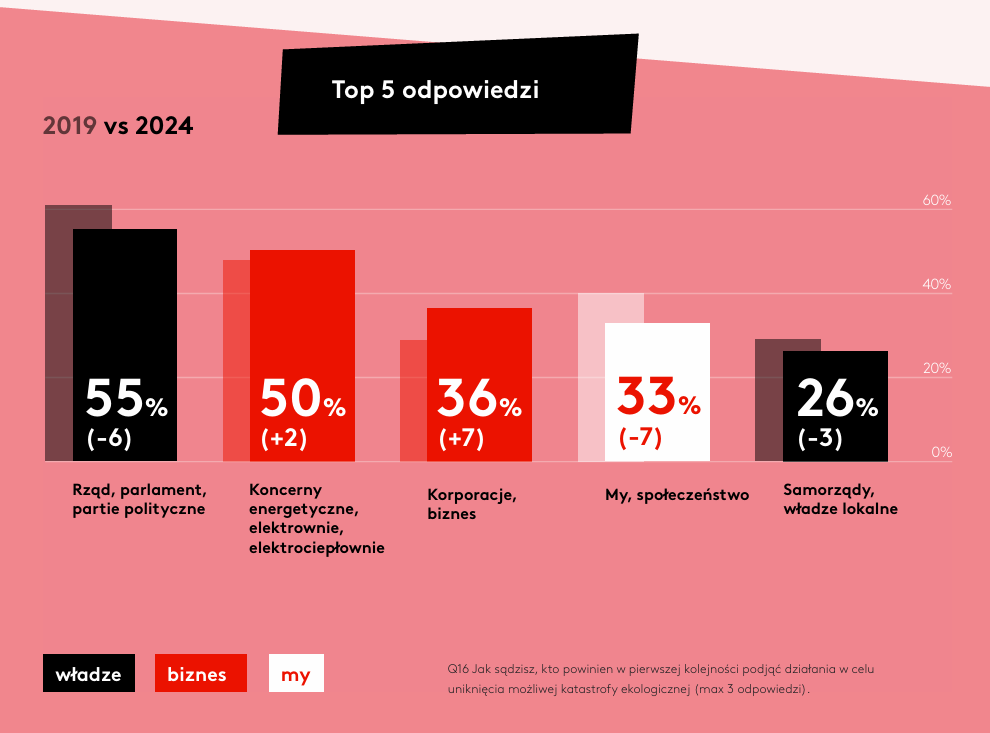 Top 5 odpowiedzi
2019 vs 2024
60%
40%
20%
0%
55%
(-6)
50%
(+2)
36%
(+7)
33%
(-7)
26%
(-3)
Rząd, parlament,
partie polityczne
Koncerny
energetyczne,
elektrownie,
elektrociepłownie
Korporacje,
biznes
My, społeczeństwo
Samorządy,
władze lokalne
władze
biznes
my
Q16 Jak sądzisz, kto powinien w pierwszej kolejności podjąć działania w celu
uniknięcia możliwej katastrofy ekologicznej (max 3 odpowiedzi).